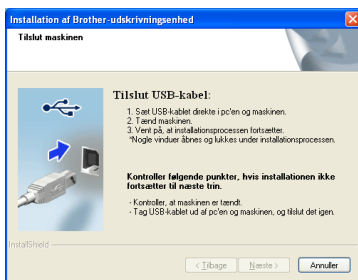 Installation af Brother-udskrivningsenhed
Tilslut maskinen
Tilslut USB-kabel:
1. Sæt USB-kablet direkte i pc'en og maskinen.
2. Tænd maskinen.
3. Vent på, at installationsprocessen fortsætter.
*Nogle vinduer åbnes og lukkes under installationsprocessen.
Kontroller følgende punkter, hvis installationen ikke
fortsætter til næste trin.
- Kontroller, at maskinen er tændt.
- Tag USB-kablet ud af pc'en og maskinen, og tilslut det igen.
InstallShield
< Tilbage
Næste >
Annuller